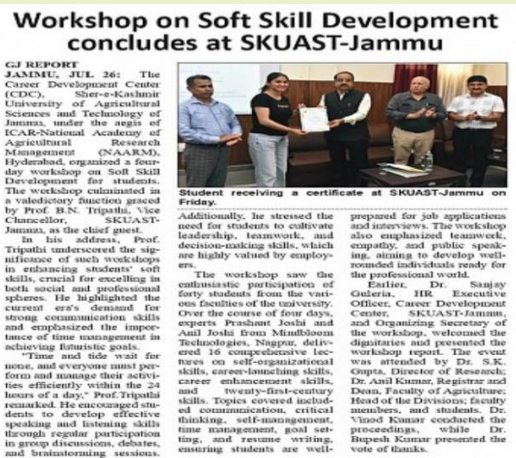 Workshop on Soft Skill Development
concludes at SKUAST-Jammu
GJ REPORT
JAMMU, JUL 26: The
Career Development Center
(CDC), Sher-e-Kashmir
University of Agricultural
Sciences and Technology of
Jammu, under the aegis of
ICAR-National Academy of
Agricultural Research
Management (NAARM),
Hyderabad, organized a four-
day workshop on Soft Skill
Development for students.
The workshop culminated in
a valedictory function graced
by Prof. B.N. Tripathi, Vice
Chancellor, SKUAST-
Jammu, as the chief guest.
In his address, Prof.
Tripathi underscored the sig-
nificance of such workshops
in enhancing students' soft
skills, crucial for excelling in
both social and professional
spheres. He highlighted the
current era's demand for
strong communication skills
and emphasized the impor-
tance of time management in
achieving futuristic goals.
"Time and tide wait for
none, and everyone must per-
form and manage their activi-
ties efficiently within the 24
hours of a day," Prof.Tripathi
remarked. He encouraged stu-
dents to develop effective
speaking and listening skills
through regular participation
in group discussions, debates,
and brainstorming sessions.
Student receiving a certificate at SKUAST-Jammu on
Friday.
Additionally, he stressed the
need for students to cultivate
leadership, teamwork, and
decision-making skills, which
are highly valued by employ-
ers.
The workshop saw the
enthusiastic participation of
forty students from the vari-
ous faculties of the university.
Over the course of four days,
experts Prashant Joshi and
Anil Joshi from Mindbloom
Technologies, Nagpur, deliv-
ered 16 comprehensive lec-
tures on self-organizational
skills, career-launching skills,
career enhancement skills,
and twenty-first-century
skills. Topics covered includ-
ed communication, critical
thinking, self-management,
time management, goal set-
ting, and resume writing,
ensuring students are well-
prepared for job applications
and interviews. The workshop
also emphasized teamwork,
empathy, and public speak-
ing, aiming to develop well-
rounded individuals ready for
the professional world.
Earlier, Dr. Sanjay
Guleria, HR Executive
Officer, Career Development
Center, SKUAST-Jammu,
and Organizing Secretary of
the workshop, welcomed the
dignitaries and presented the
workshop report. The event
was attended by Dr. S.K.
Gupta, Director of Research;
Dr. Anil Kumar, Registrar and
Dean, Faculty of Agriculture;
Head of the Divisions; faculty
members, and students. Dr.
Vinod Kumar conducted the
proceedings, while Dr.
Bupesh Kumar presented the
vote of thanks.